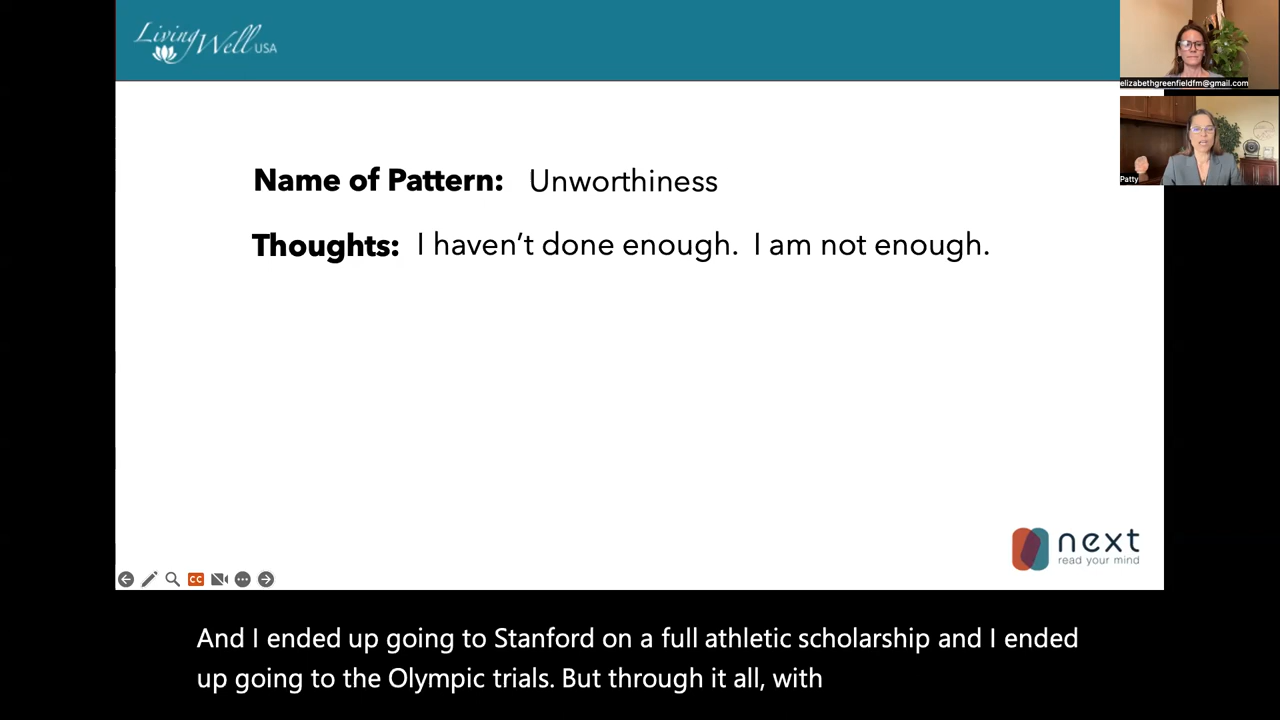 Living Well USA
elizabethgreenfieldfm@gmail.com
Patty
Name of Pattern: Unworthiness
Thoughts: I haven’t done enough. I am not enough.
next
read your mind
CC
And I ended up going to Stanford on a full athletic scholarship and I ended
up going to the Olympic trials. But through it all, with